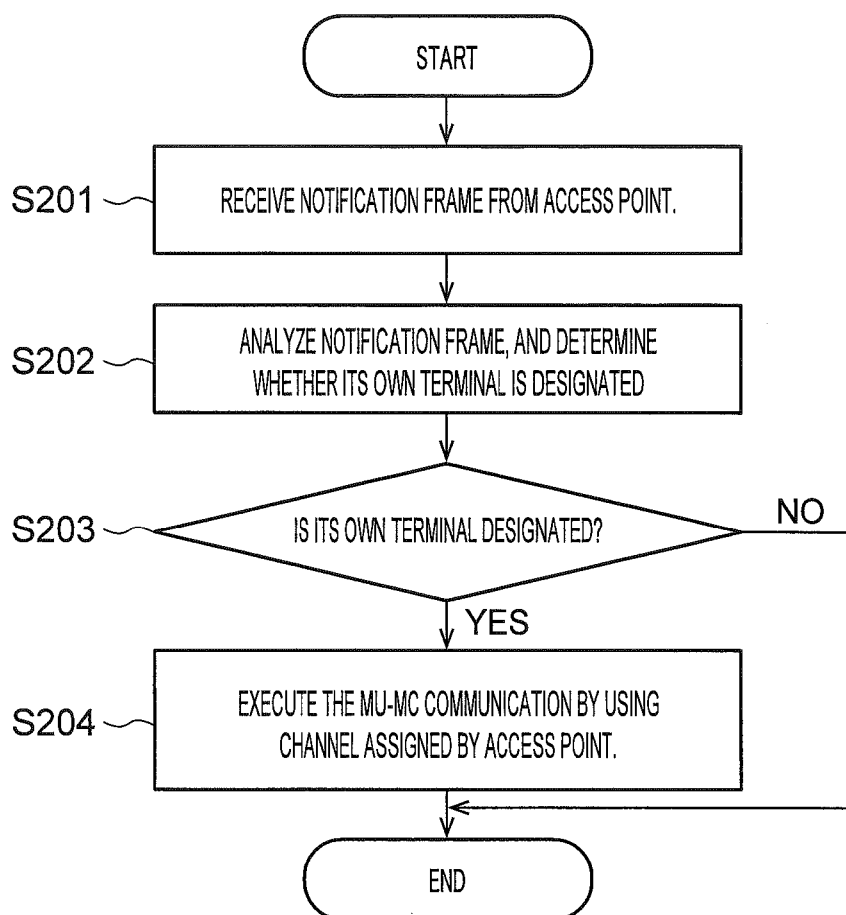 START
S201
RECEIVE NOTIFICATION FRAME FROM ACCESS POINT.
S202
ANALYZE NOTIFICATION FRAME, AND DETERMINE
WHETHER ITS OWN TERMINAL IS DESIGNATED
S203
IS ITS OWN TERMINAL DESIGNATED?
NO
YES
S204
EXECUTE THE MU-MC COMMUNICATION BY USING
CHANNEL ASSIGNED BY ACCESS POINT.
END